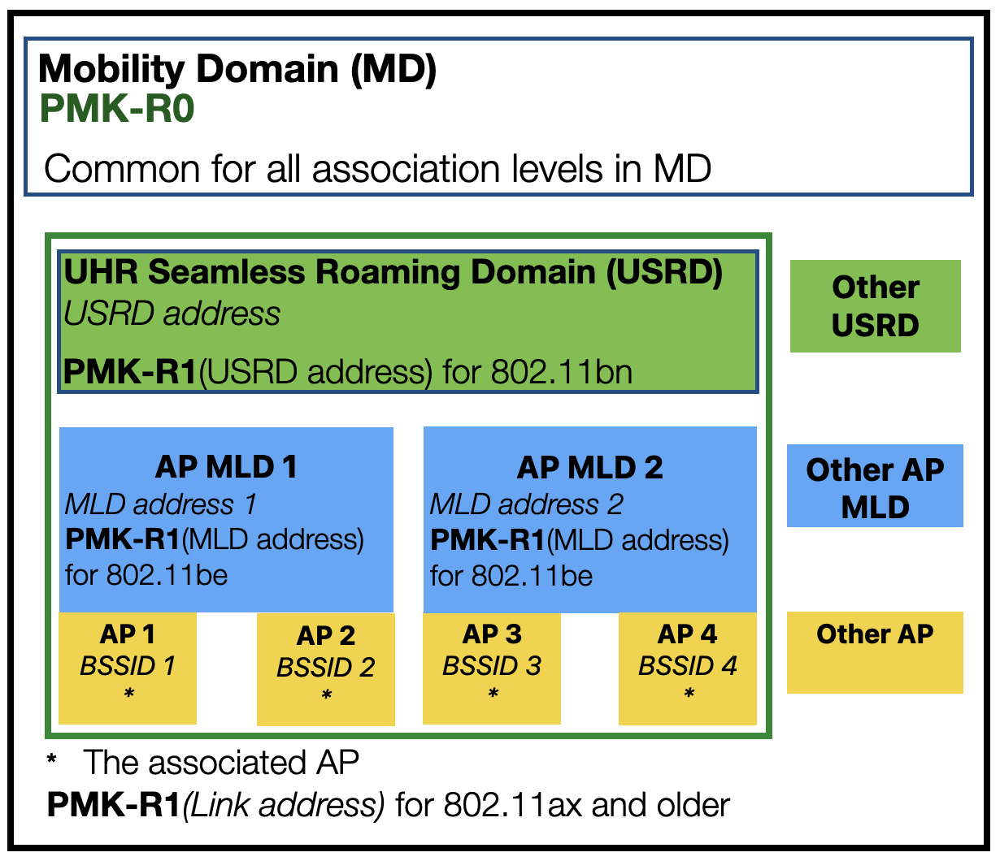 Mobility Domain (MD)
PMK-R0
Common for all association levels in MD
UHR Seamless Roaming Domain (USRD)
USRD address
PMK-R1(USRD address) for 802.11bn
Other
USRD
AP MLD 1
MLD address 1
PMK-R1(MLD address)
for 802.11be
AP MLD 2
MLD address 2
PMK-R1(MLD address)
for 802.11be
Other AP
MLD
AP 1
BSSID 1
*
AP 2
BSSID 2
*
AP 3
BSSID 3
*
AP 4
BSSID 4
*
Other AP
* The associated AP
PMK-R1(Link address) for 802.11ax and older